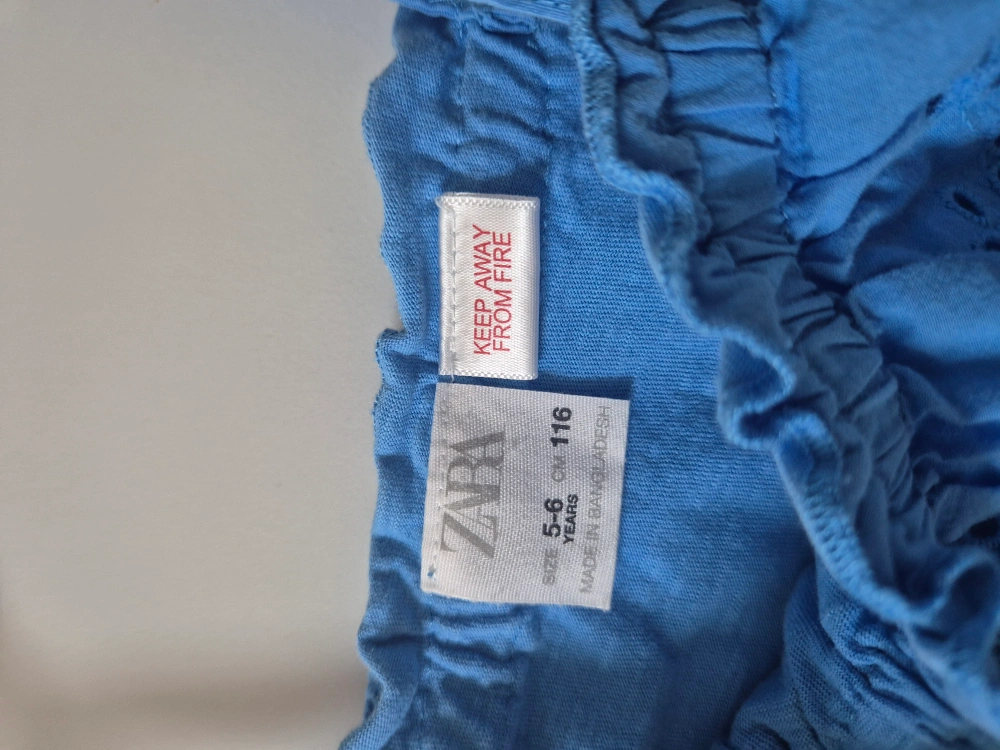 KEEP AWAY
FROM FIRE
ZARA
SIZE 5-6 CM 116
YEARS
MADE IN BANGLADESH